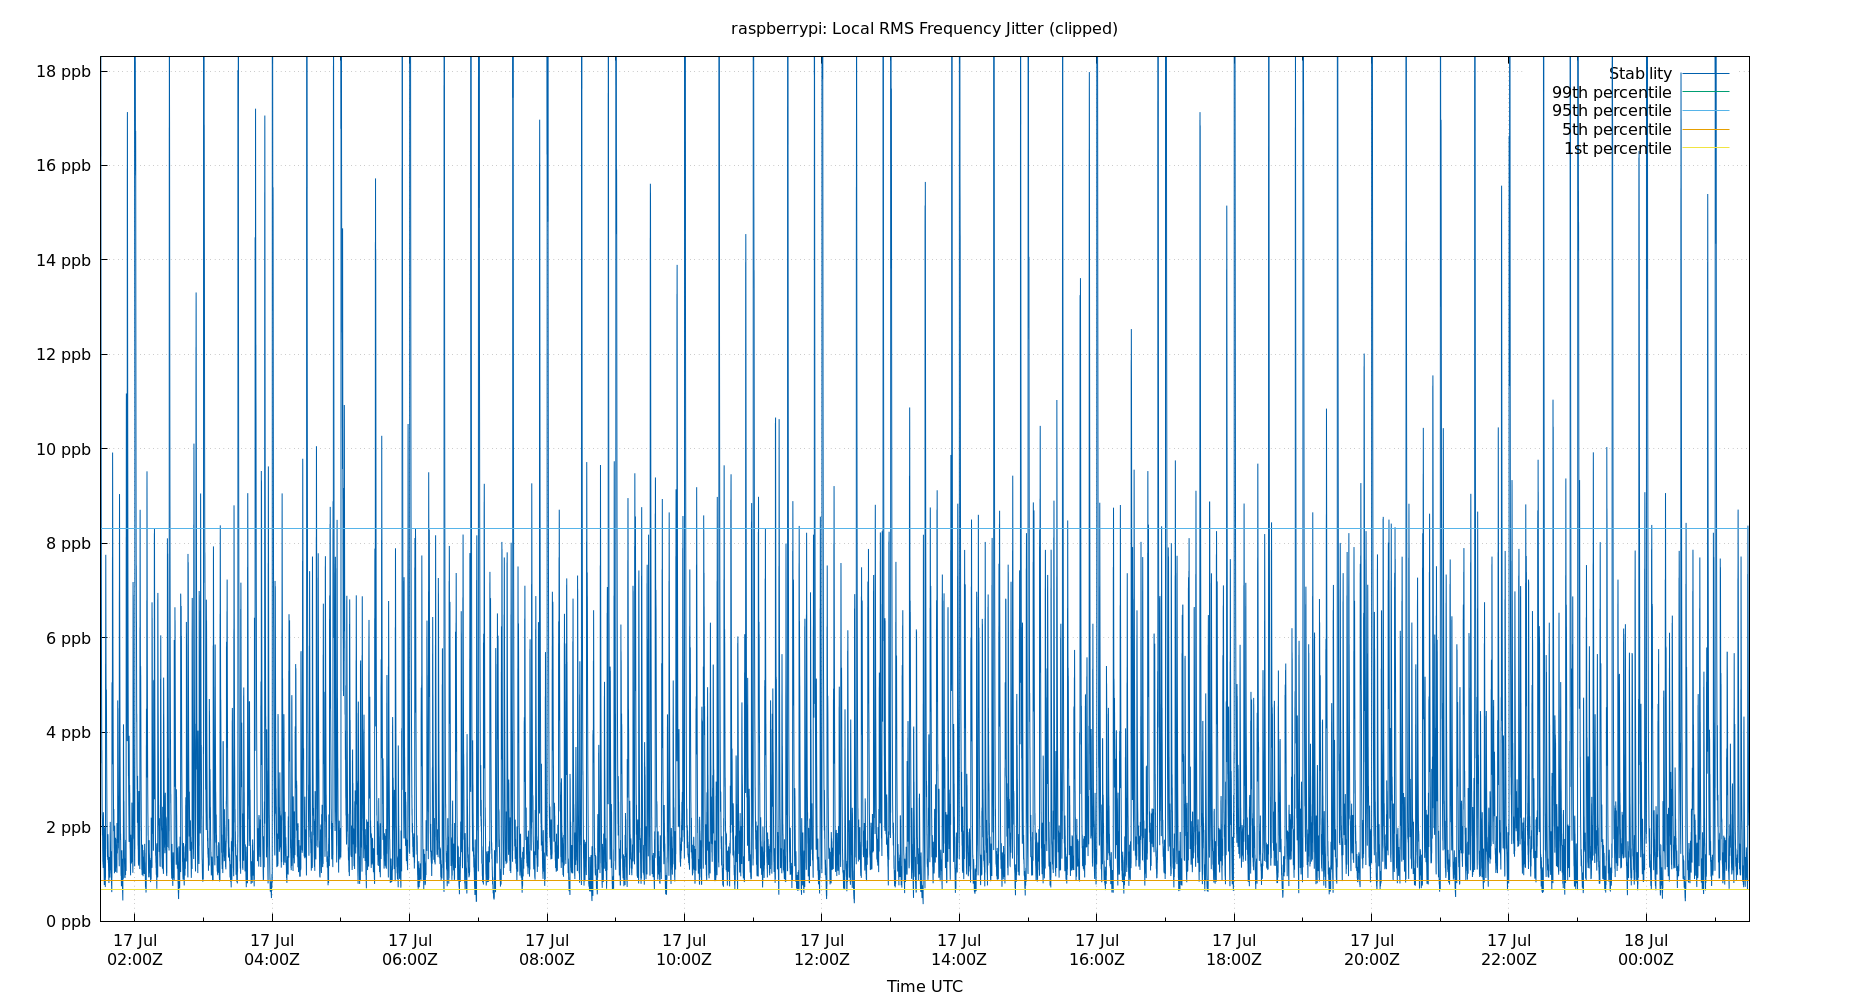 raspberrypi: Local RMS Frequency Jitter (clipped)
18 ppb
16 ppb
14 ppb
12 ppb
10 ppb
8 ppb
6 ppb
4 ppb
2 ppb
0 ppb
Stability
99th percentile
95th percentile
5th percentile
1st percentile
17 Jul 17 Jul 17 Jul 17 Jul 17 Jul 17 Jul 17 Jul 17 Jul 17 Jul 17 Jul 17 Jul 18 Jul
02:00Z 04:00Z 06:00Z 08:00Z 10:00Z 12:00Z 14:00Z 16:00Z 18:00Z 20:00Z 22:00Z 00:00Z
Time UTC